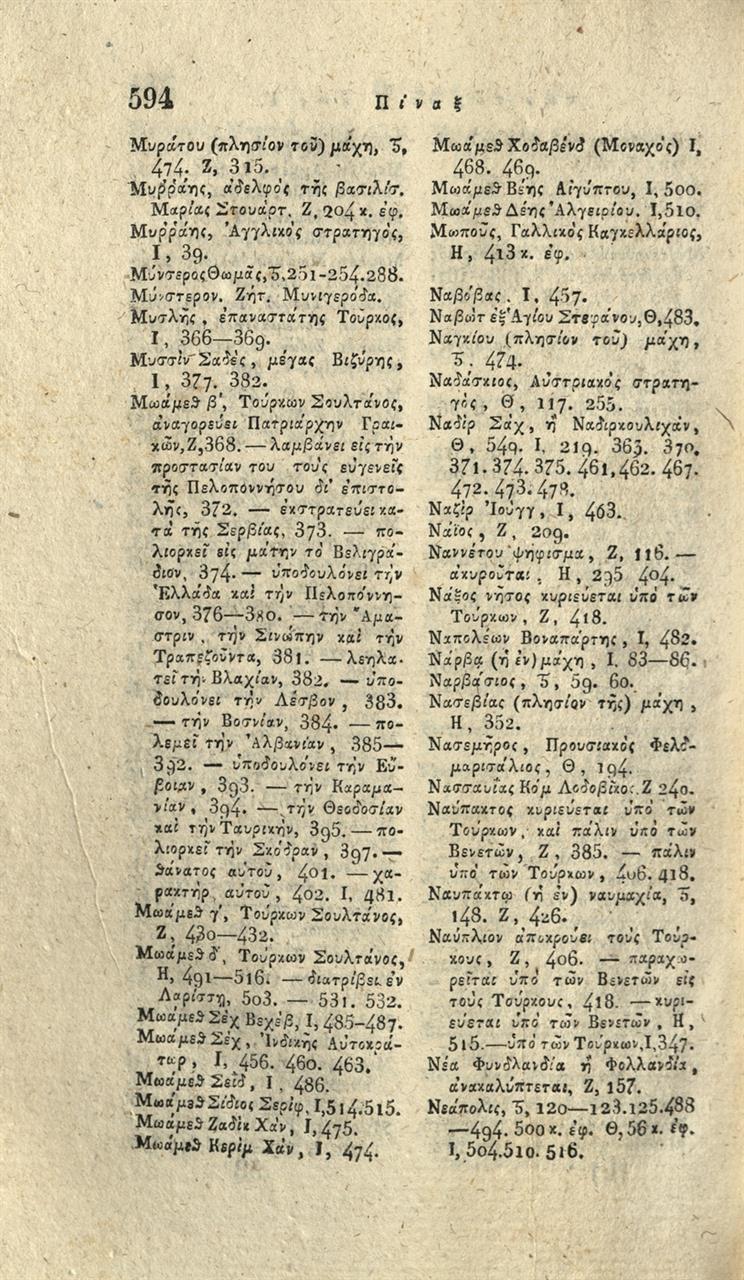 594
Πίναξ
Μυράτου (πλησίον τοῦ) μάχη, Ϛ,
474. Ζ, 315.
Μυῤῥάης, ἀδελφὸς τῆς βασιλίσ.
Μαρίας Στουάρτ. Ζ, 204 κ. ἐφ.
Μυῤῥάης, Ἀγγλικὸς στρατηγὸς,
Ι, 39.
Μύνστερος Θωμᾶς, Ϛ, 251-254. 288.
Μύνστερον. Ζήτ. Μυνιγερόδα.
Μυσλῆς, ἐπαναστάτης Τοῦρκος,
Ι, 366—369.
Μυσσὶν Σαδὲς, μέγας Βιζύρης,
Ι, 377. 382.
Μωάμεθ β', Τούρκων Σουλτάνος,
ἀναγορεύει Πατριάρχην Γραι-
κῶν, Ζ, 368. — λαμβάνει εἰς τὴν
προστασίαν του τοὺς εὐγενεῖς
τῆς Πελοποννήσου δι' ἐπιστο-
λῆς, 372. — ἐκστρατεύει κα-
τὰ τῆς Σερβίας, 373. — πο-
λιορκεῖ εἰς μάτην τὸ Βελιγρά-
διον, 374. — ὑποδουλόνει τὴν
Ἑλλάδα καὶ τὴν Πελοπόννη-
σον, 376—380. — τὴν Ἄμα-
στριν, τὴν Σινώπην καὶ τὴν
Τραπεζοῦντα, 381. — λεηλα-
τεῖ τὴν Βλαχίαν, 382. — ὑπο-
δουλόνει τὴν Λέσβον, 383.
— τὴν Βοσνίαν, 384. — πο-
λεμεῖ τὴν Ἀλβανίαν, 385—
392. — ὑποδουλόνει τὴν Εὔ-
βοιαν, 393. — τὴν Καραμα-
νίαν, 394. — τὴν Θεοδοσίαν
καὶ τὴν Ταυρικὴν, 395. — πο-
λιορκεῖ τὴν Σκόδραν, 397. —
θάνατος αὐτοῦ, 401. — χα-
ρακτὴρ αὐτοῦ, 402. Ι, 481.
Μωάμεθ γ', Τούρκων Σουλτάνος,
Ζ, 430—432.
Μωάμεθ δ', Τούρκων Σουλτάνος,
Η, 491—516. — διατρίβει ἐν
Λαρίσσῃ, 503. — 531. 532.
Μωάμεθ Σὲχ Βεχὲβ, Ι, 485-487.
Μωάμεθ Σὲχ, Ἰνδικῆς Αὐτοκρά-
τωρ, Ι, 456. 460. 463.
Μωάμεθ Σεῒδ, Ι, 486.
Μωάμεθ Σίδιος Σερὶφ, Ι, 514. 515.
Μωάμεθ Ζαδὶκ Χὰν, Ι, 475.
Μωάμεθ Κερὶμ Χὰν, Ι, 474.
Μωάμεθ Χοδαβένδ (Μοναχὸς) Ι,
468. 469.
Μωάμεθ Βέης Αἰγύπτου, Ι, 500.
Μωάμεθ Δέης Ἀλγειρίου. Ι, 510.
Μωποῦς, Γαλλικὸς Καγκελλάριος,
Η, 413 κ. ἐφ.
Ναβόβας. Ι, 457.
Ναβὼτ ἐξ Ἁγίου Στεφάνου, Θ, 483.
Ναγκίου (πλησίον τοῦ) μάχη,
Ϛ. 474.
Ναδάσκιος, Αὐστριακὸς στρατη-
γὸς, Θ, 117. 255.
Ναδὶρ Σάχ, ἢ Ναδιρκουλιχάν,
Θ, 549. Ι, 219. 363. 370.
371. 374. 375. 461, 462. 467.
472. 473. 478.
Ναζὶρ Ἰούγγ, Ι, 463.
Νάϊος, Ζ, 209.
Ναννέτου ψήφισμα, Ζ, 116. —
ἀκυροῦται, Η, 295 404.
Νάξος νῆσος κυριεύεται ὑπὸ τῶν
Τούρκων, Ζ, 418.
Ναπολέων Βοναπάρτης, Ι, 482.
Νάρβᾳ (ἡ ἐν) μάχη, Ι, 83—86.
Ναρβάσιος, Ϛ, 59. 60.
Νασεβίας (πλησίον τῆς) μάχη,
Η, 352.
Νασεμῆρος, Προυσιακὸς Φελδ-
μαρισάλιος, Θ, 194.
Νασσαυΐας Κόμ Λοδοβῖκος. Ζ 240.
Ναύπακτος κυριεύεται ὑπὸ τῶν
Τούρκων, καὶ πάλιν ὑπὸ τῶν
Βενετῶν, Ζ, 385. — πάλιν
ὑπὸ τῶν Τούρκων, 406. 418.
Ναυπάκτῳ (ἡ ἐν) ναυμαχία, Ϛ,
148. Ζ, 426.
Ναύπλιον ἀποκρούει τοὺς Τούρ-
κους, Ζ, 406. — παραχω-
ρεῖται ὑπὸ τῶν Βενετῶν εἰς
τοὺς Τούρκους, 418. — κυρι-
εύεται ὑπὸ τῶν Βενετῶν, Η,
515. — ὑπὸ τῶν Τούρκων, Ι, 347.
Νέα Φυνδλανδία ἢ Φολλανδία,
ἀνακαλύπτεται, Ζ, 157.
Νεάπολις, Ϛ, 120—123. 125. 488
—494. 500 κ. ἐφ. Θ, 56 κ. ἐφ.
Ι, 504. 510. 516.